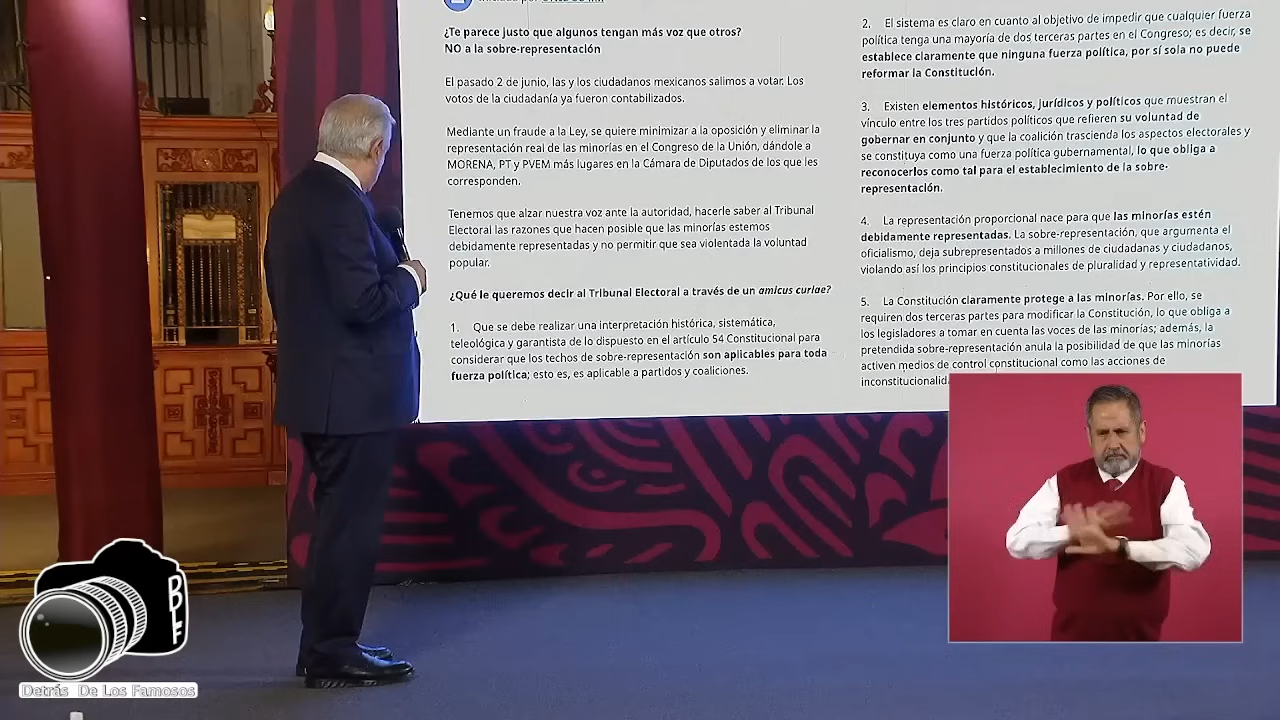 ¿Te parece justo que algunos tengan más voz que otros?
NO a la sobre-representación
El pasado 2 de junio, las y los ciudadanos mexicanos salimos a votar. Los
votos de la ciudadanía ya fueron contabilizados.
Mediante un fraude a la Ley, se quiere minimizar a la oposición y eliminar la
representación real de las minorías en el Congreso de la Unión, dándole a
MORENA, PT y PVEM más lugares en la Cámara de Diputados de los que les
corresponden.
Tenemos que alzar nuestra voz ante la autoridad, hacerle saber al Tribunal
Electoral las razones que hacen posible que las minorías estemos
debidamente representadas y no permitir que sea violentada la voluntad
popular.
¿Qué le queremos decir al Tribunal Electoral a través de un amicus curiae?
1. Que se debe realizar una interpretación histórica, sistemática,
teleológica y garantista de lo dispuesto en el artículo 54 Constitucional para
considerar que los techos de sobre-representación son aplicables para toda
fuerza política; esto es, es aplicable a partidos y coaliciones.
2. El sistema es claro en cuanto al objetivo de impedir que cualquier fuerza
política tenga una mayoría de dos terceras partes en el Congreso; es decir, se
establece claramente que ninguna fuerza política, por sí sola no puede
reformar la Constitución.
3. Existen elementos históricos, jurídicos y políticos que muestran el
vínculo entre los tres partidos políticos que refieren su voluntad de
gobernar en conjunto y que la coalición trascienda los aspectos electorales y
se constituya como una fuerza política gubernamental, lo que obliga a
reconocerlos como tal para el establecimiento de la sobre-
representación.
4. La representación proporcional nace para que las minorías estén
debidamente representadas. La sobre-representación, que argumenta el
oficialismo, deja subrepresentados a millones de ciudadanas y ciudadanos,
violando así los principios constitucionales de pluralidad y representatividad.
5. La Constitución claramente protege a las minorías. Por ello, se
requieren dos terceras partes para modificar la Constitución, lo que obliga a
los legisladores a tomar en cuenta las voces de las minorías; además, la
pretendida sobre-representación anula la posibilidad de que las minorías
activen medios de control constitucional como las acciones de
inconstitucionalid
DLF
Detrás De Los Famosos